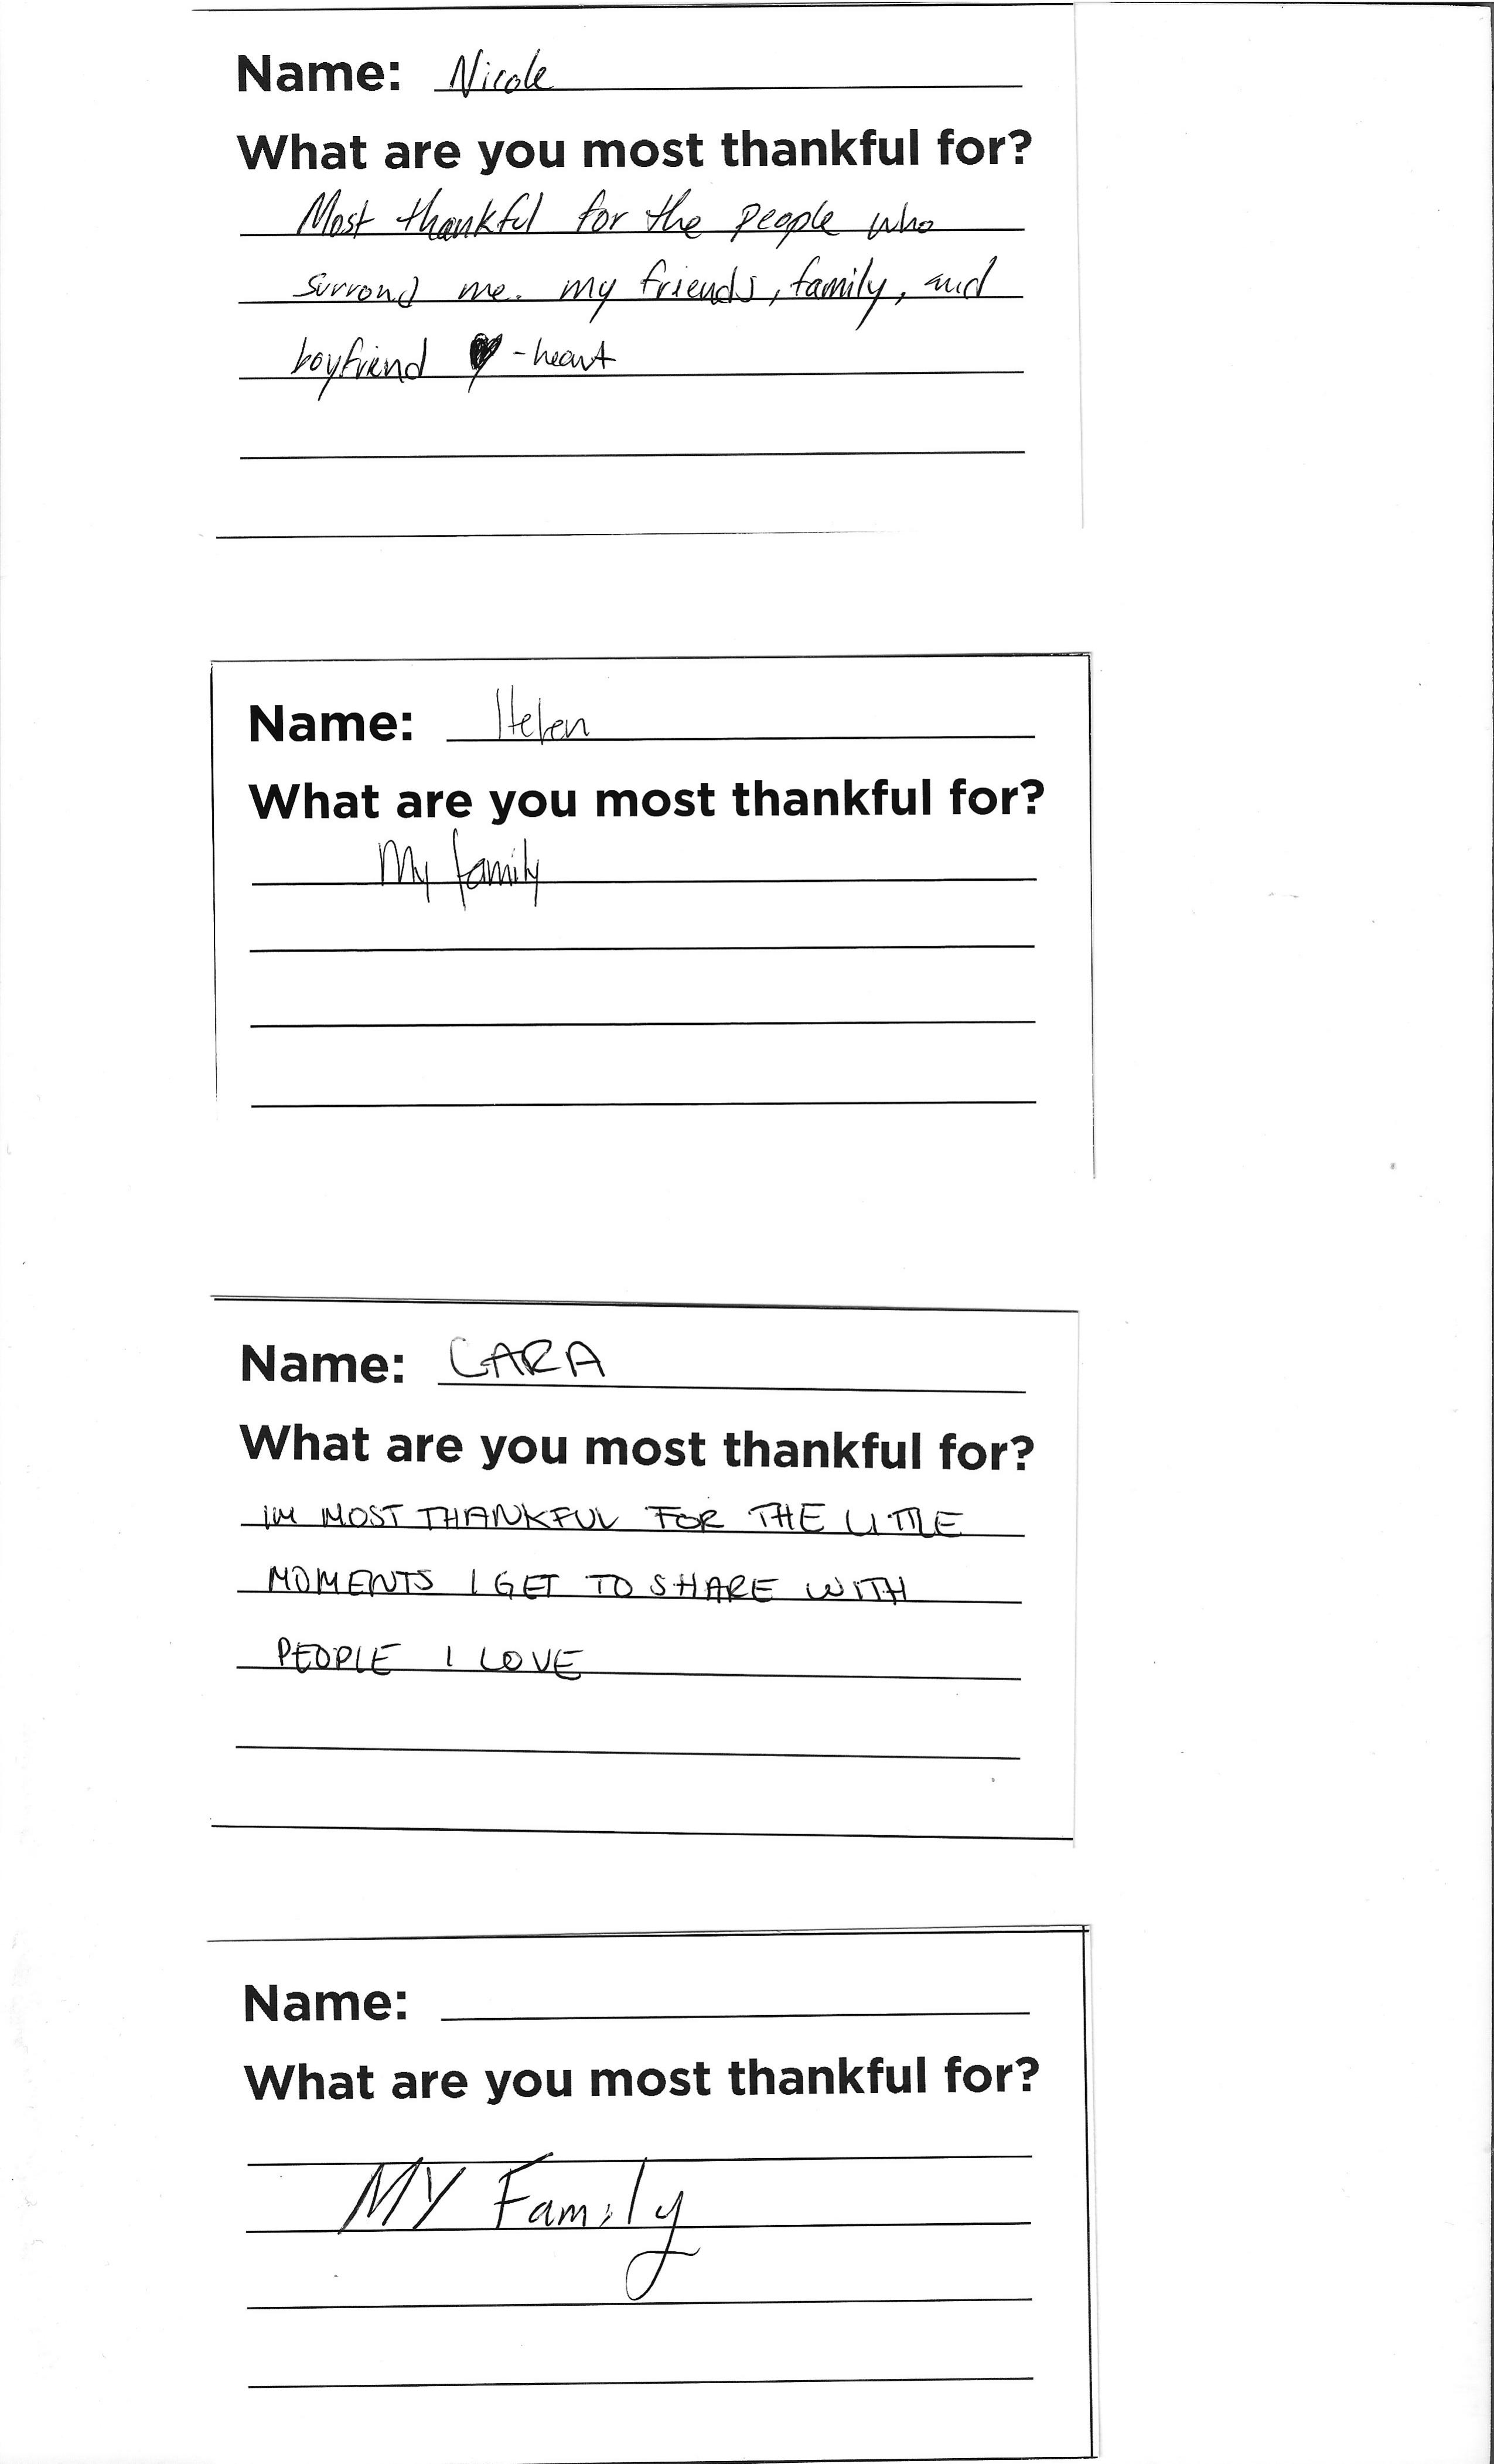 Name: Nicole
What are you most thankful for?
Most thankful for the people who
surrond me. my friends, family, and
boyfriend ♥ - heart
Name: Helen
What are you most thankful for?
My family
Name: CARA
What are you most thankful for?
IM MOST THANKFUL FOR THE LITTLE
MOMENTS I GET TO SHARE WITH
PEOPLE I LOVE
Name:
What are you most thankful for?
MY Family